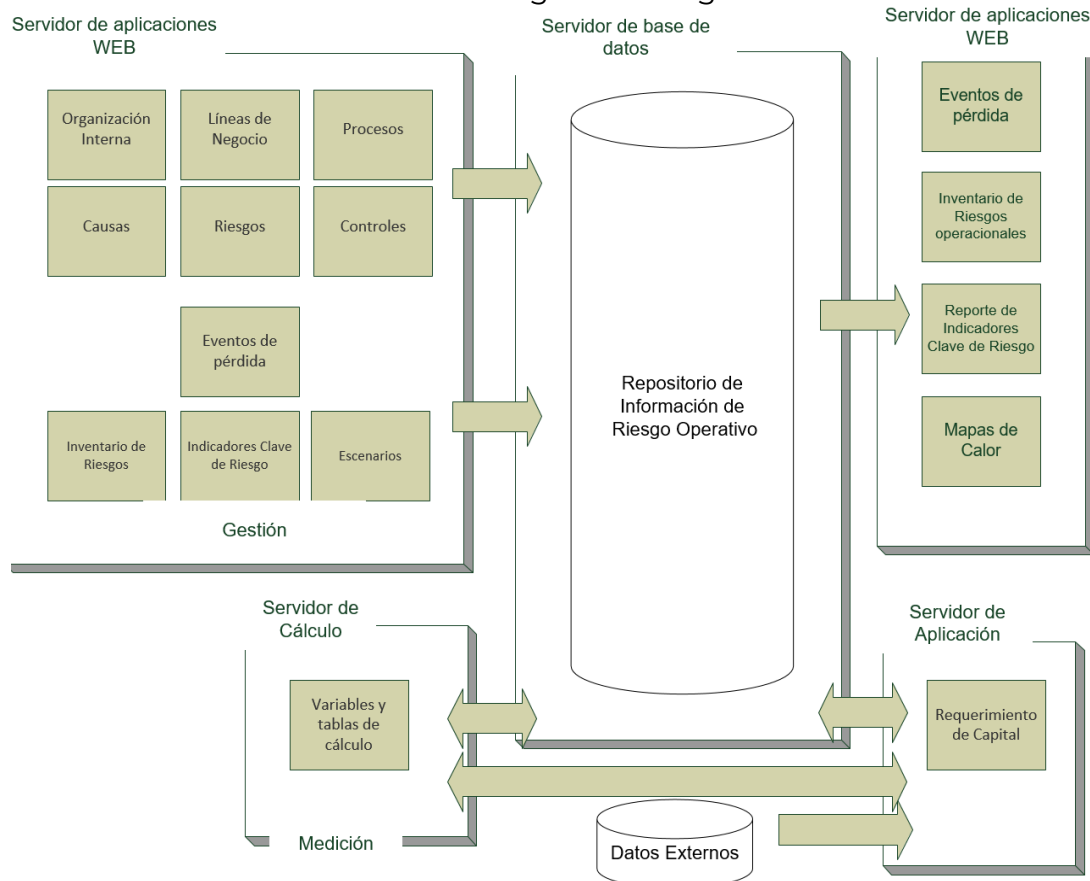 Servidor de aplicaciones
WEB
Organización
Interna
Líneas de
Negocio
Procesos
Causas
Riesgos
Controles
Eventos de
pérdida
Inventario de
Riesgos
Indicadores Clave
de Riesgo
Escenarios
Gestión
Servidor de base de
datos
Repositorio de
Información de
Riesgo Operativo
Servidor de aplicaciones
WEB
Eventos de
pérdida
Inventario de
Riesgos
operacionales
Reporte de
Indicadores
Clave de Riesgo
Mapas de
Calor
Servidor de
Cálculo
Variables y
tablas de
cálculo
Medición
Datos Externos
Servidor de
Aplicación
Requerimiento
de Capital